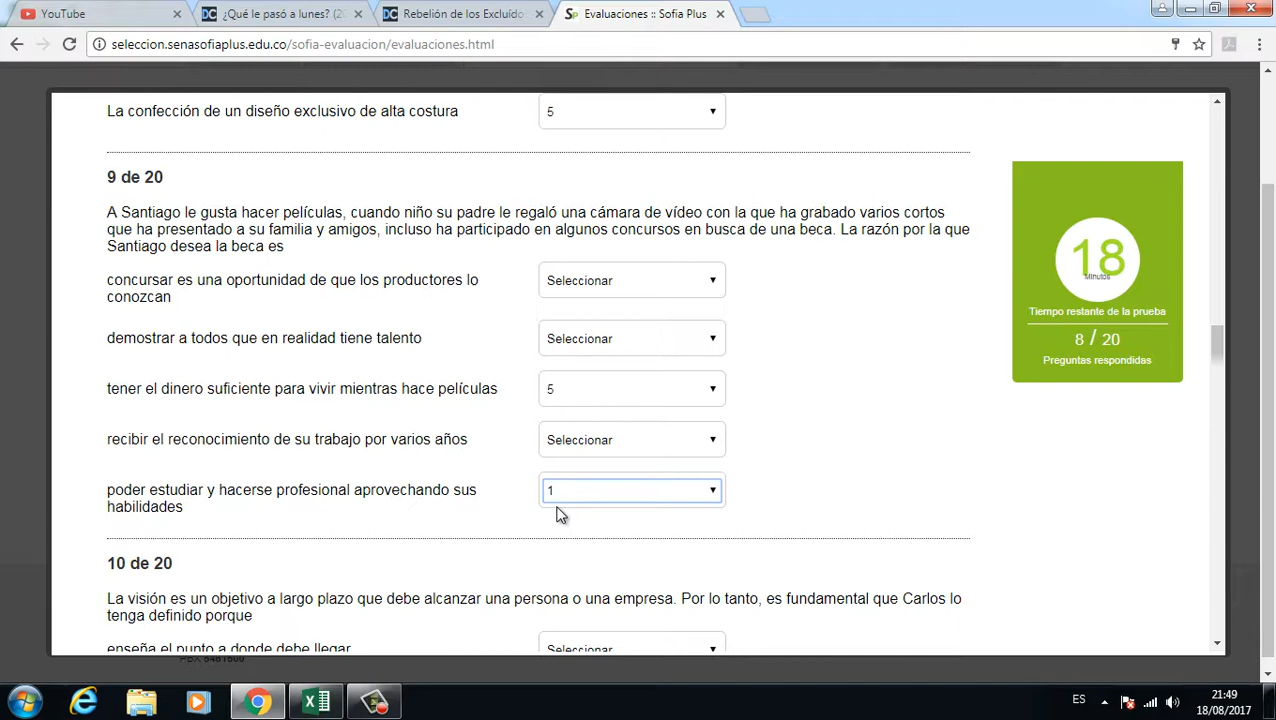 YouTube
¿Qué le pasó a lunes? (20
Rebelión de los Excluído
Evaluaciones :: Sofia Plus
seleccion.senasofiaplus.edu.co/sofia-evaluacion/evaluaciones.html
La confección de un diseño exclusivo de alta costura
5
9 de 20
A Santiago le gusta hacer películas, cuando niño su padre le regaló una cámara de vídeo con la que ha grabado varios cortos
que ha presentado a su familia y amigos, incluso ha participado en algunos concursos en busca de una beca. La razón por la que
Santiago desea la beca es
concursar es una oportunidad de que los productores lo
conozcan
Seleccionar
demostrar a todos que en realidad tiene talento
Seleccionar
tener el dinero suficiente para vivir mientras hace películas
5
recibir el reconocimiento de su trabajo por varios años
Seleccionar
poder estudiar y hacerse profesional aprovechando sus
habilidades
1
10 de 20
La visión es un objetivo a largo plazo que debe alcanzar una persona o una empresa. Por lo tanto, es fundamental que Carlos lo
tenga definido porque
enseña el punto a donde debe llegar
Seleccionar
18
Minutos
Tiempo restante de la prueba
8 / 20
Preguntas respondidas
ES
21:49
18/08/2017